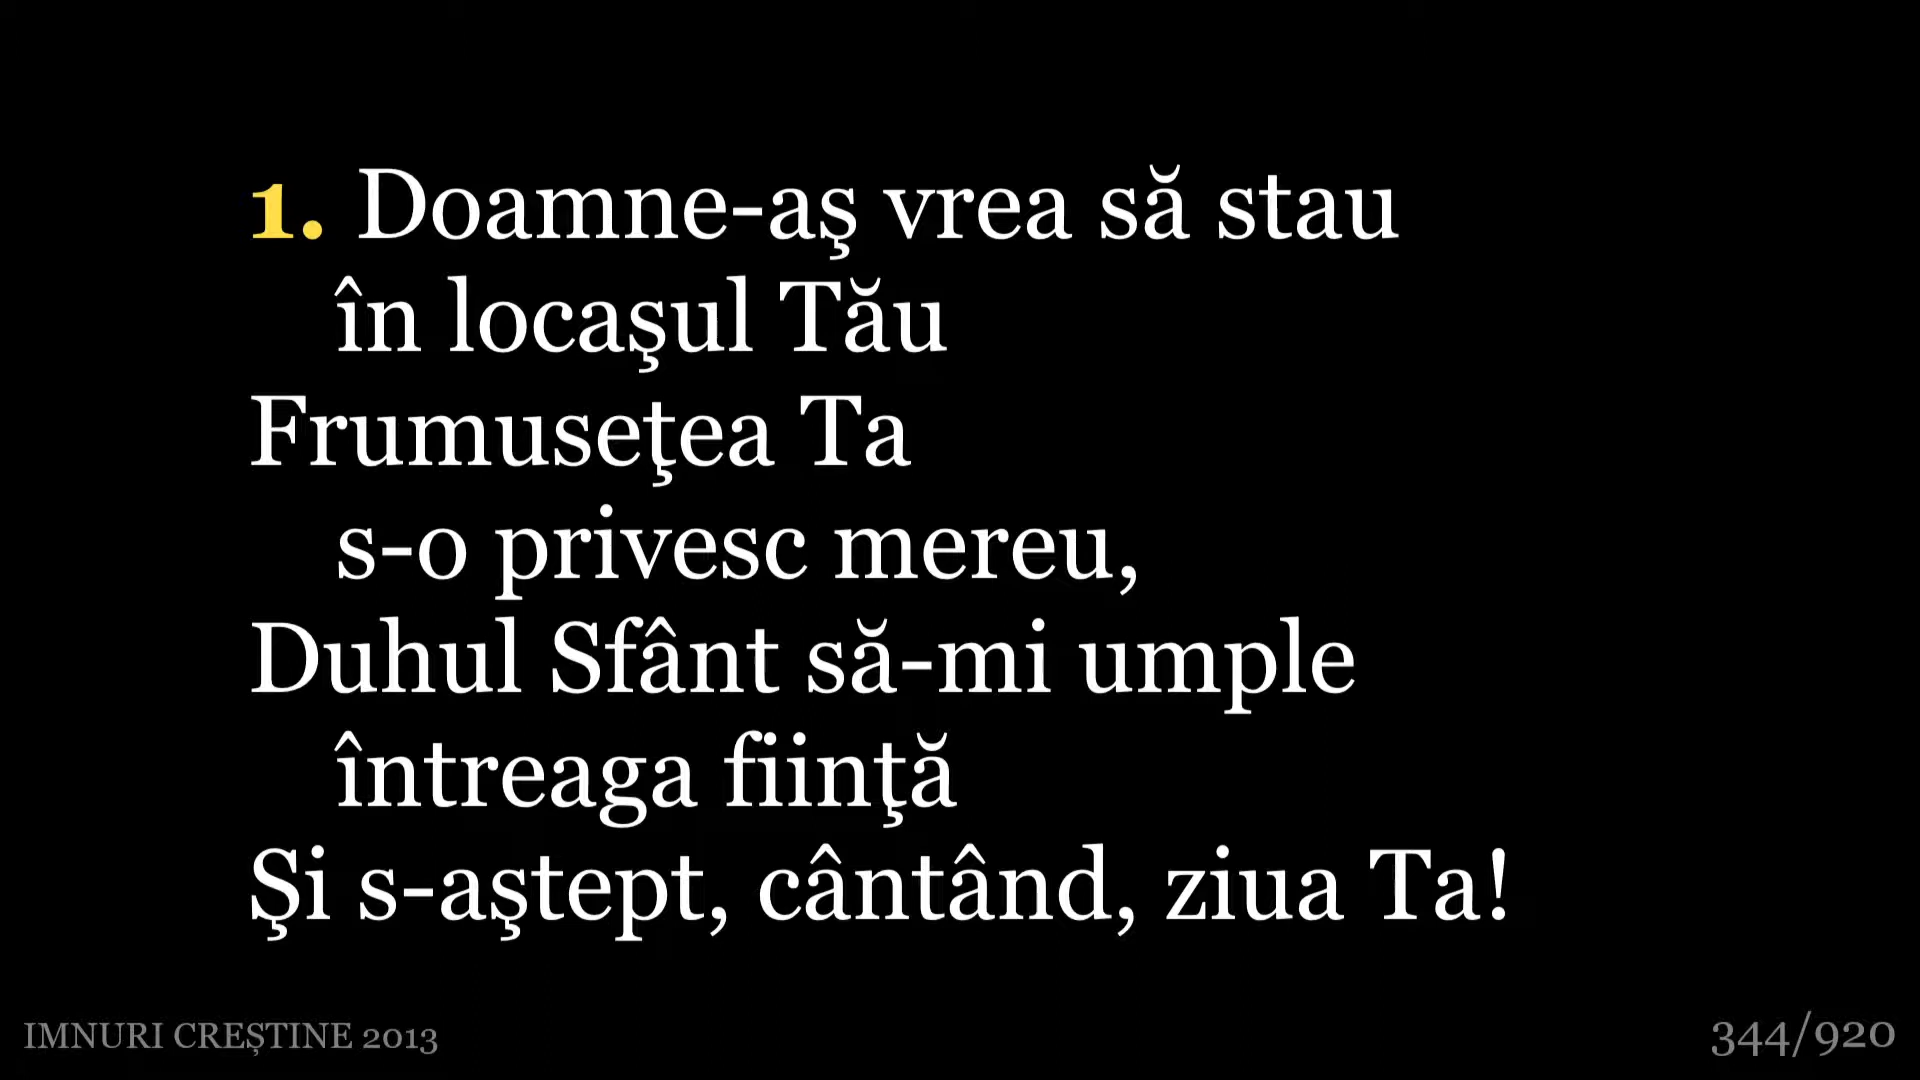 1. Doamne-aş vrea să stau
în locaşul Tău
Frumuseţea Ta
s-o privesc mereu,
Duhul Sfânt să-mi umple
întreaga fiinţă
Şi s-aştept, cântând, ziua Ta!
IMNURI CREȘTINE 2013
344/920